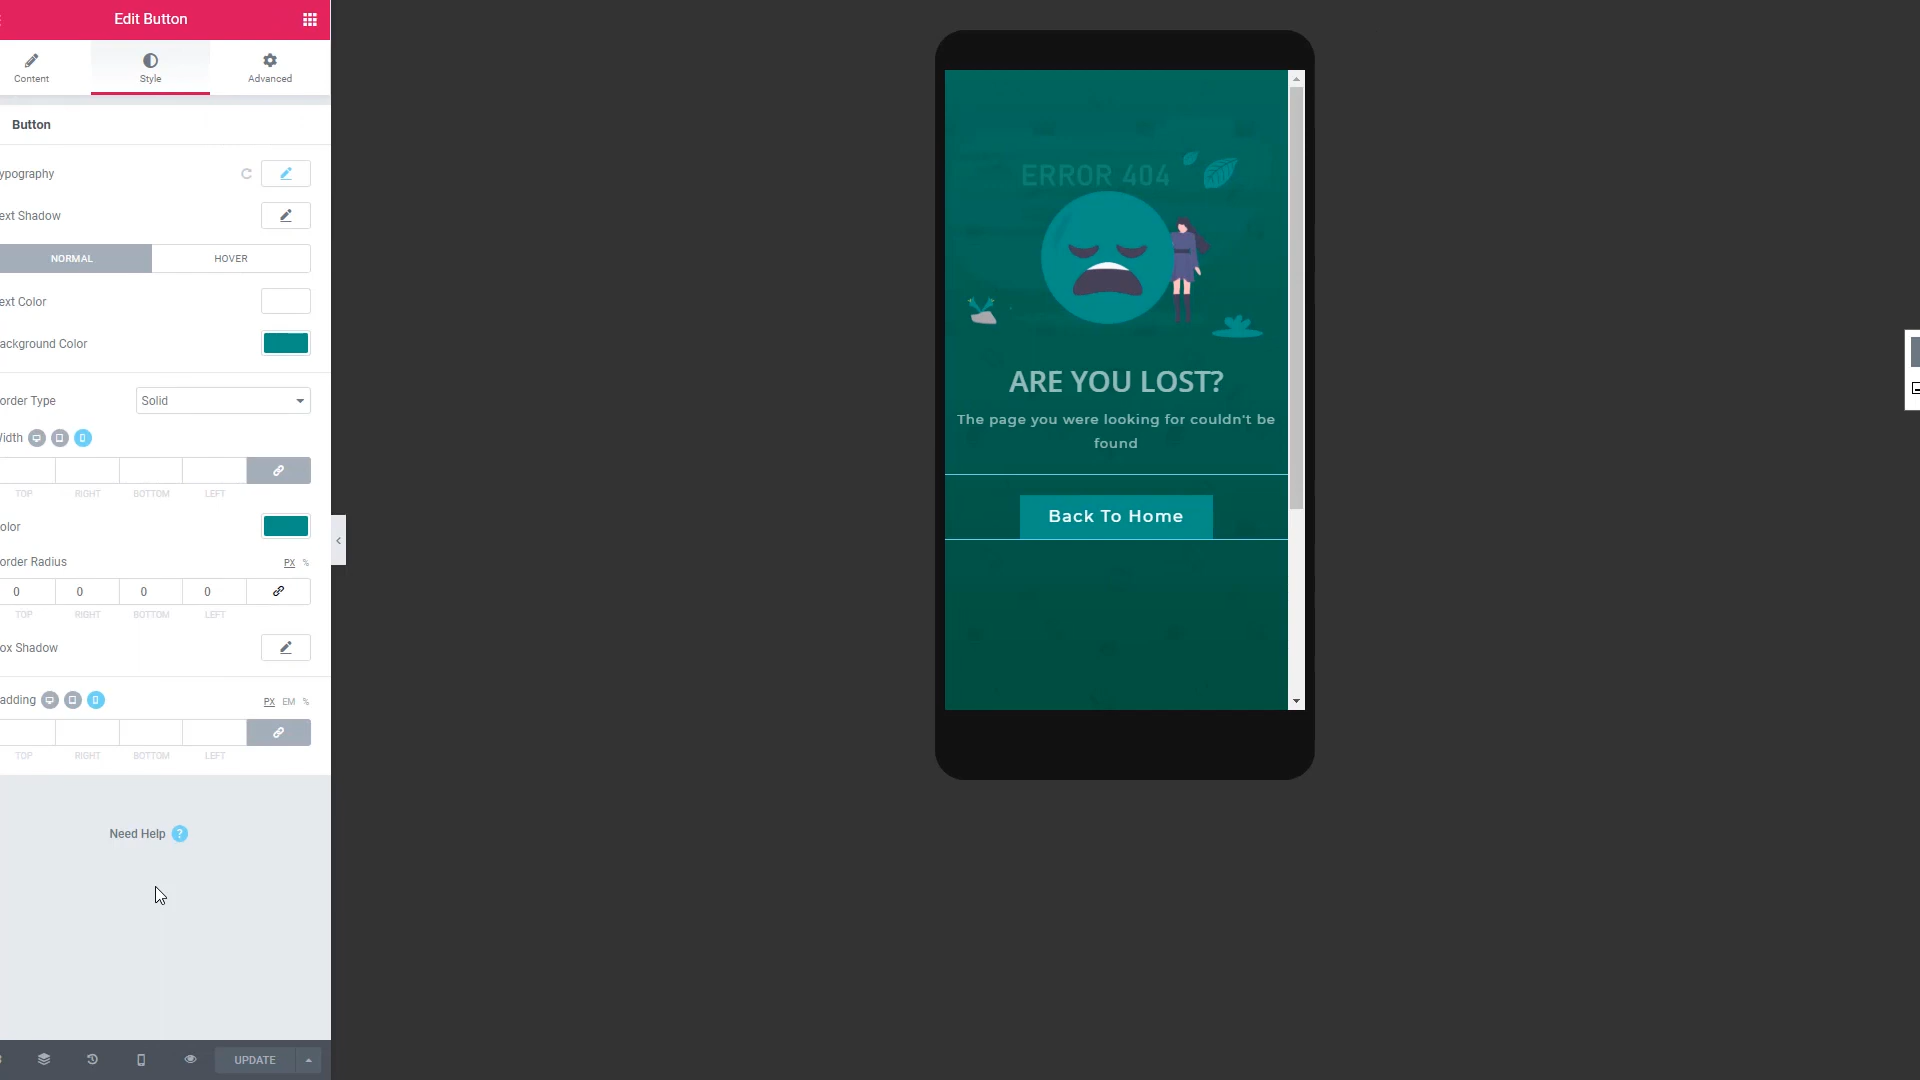 Edit Button
Content
Style
Advanced
Button
ypography
ext Shadow
NORMAL
HOVER
ext Color
ackground Color
order Type
Solid
idth
TOP
RIGHT
BOTTOM
LEFT
olor
order Radius
PX
%
0
0
0
0
TOP
RIGHT
BOTTOM
LEFT
ox Shadow
adding
PX
EM
%
TOP
RIGHT
BOTTOM
LEFT
Need Help ?
UPDATE
ERROR 404
ARE YOU LOST?
The page you were looking for couldn't be
found
Back To Home